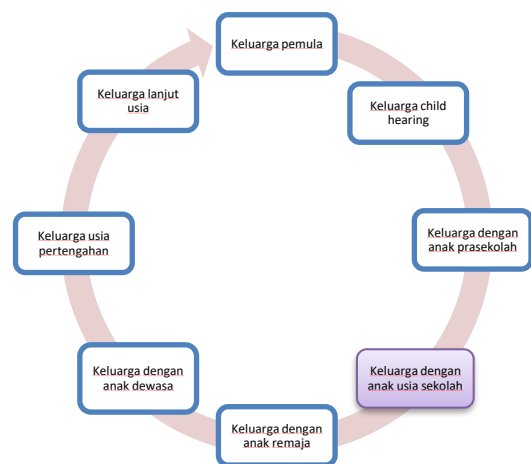 Keluarga pemula
Keluarga child
hearing
Keluarga dengan
anak prasekolah
Keluarga dengan
anak usia sekolah
Keluarga dengan
anak remaja
Keluarga dengan
anak dewasa
Keluarga usia
pertengahan
Keluarga lanjut
usia